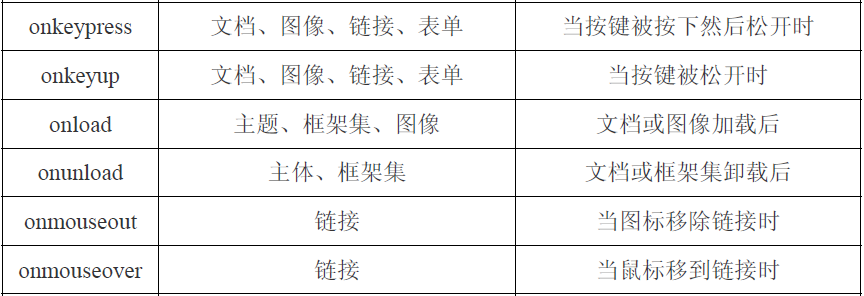 onkeypress 文档、图像、链接、表单 当按键被按下然后松开时
onkeyup 文档、图像、链接、表单 当按键被松开时
onload 主题、框架集、图像 文档或图像加载后
onunload 主体、框架集 文档或框架集卸载后
onmouseout 链接 当图标移除链接时
onmouseover 链接 当鼠标移到链接时